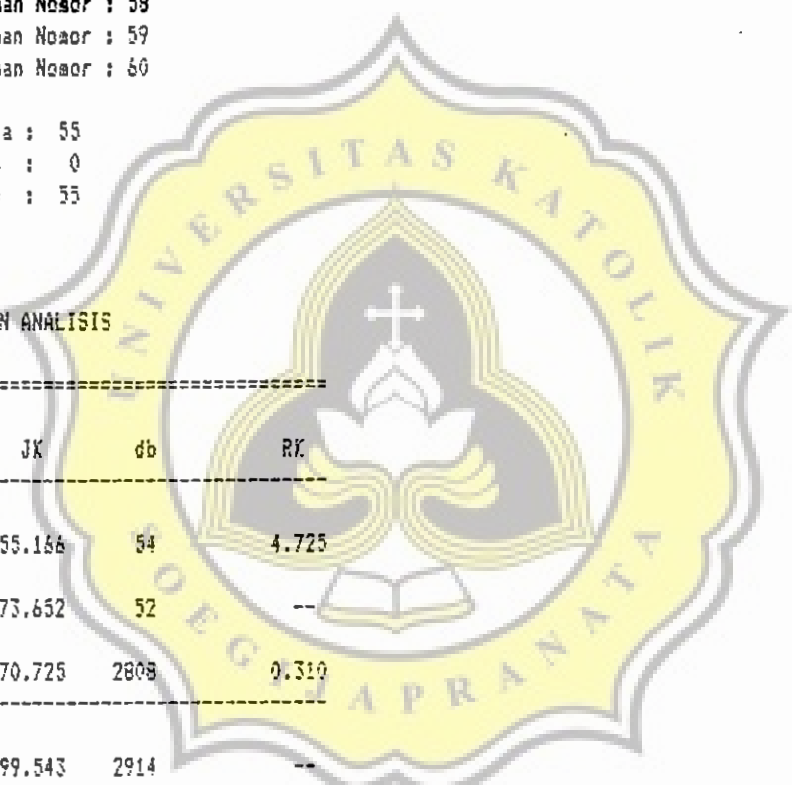 an Nomor : 58
an Nomor : 59
an Nomor : 60
a : 55
: 0
: 55
N ANALISIS
JK db RK
55.166 54 4.725
73.652 52 --
70.725 2808 0.310
99.543 2914 --
UNIVERSITAS KATOLIK
SOEGIJAPRANATA